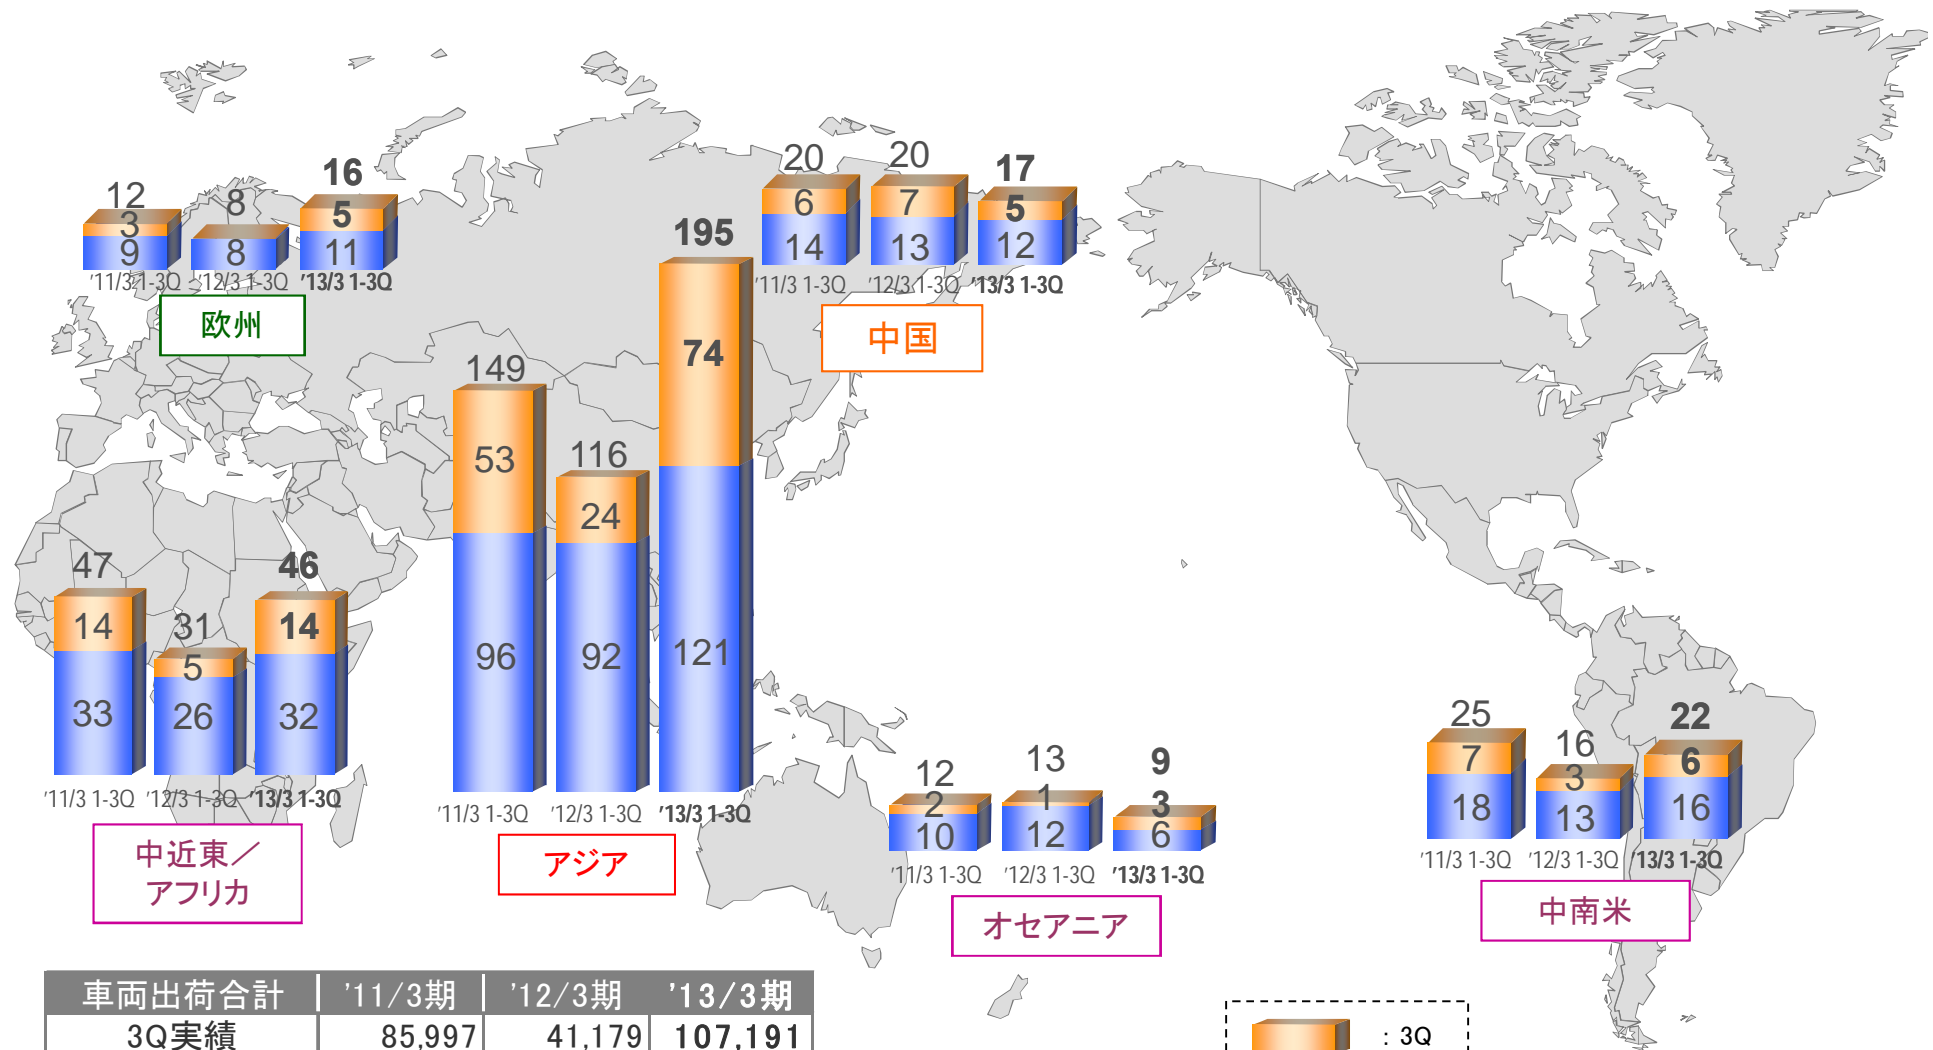 12
3
9
8
8
16
5
11
'11/3 1-3Q
'12/3 1-3Q
'13/3 1-3Q
欧州
20
6
14
20
7
13
17
5
12
'11/3 1-3Q
'12/3 1-3Q
'13/3 1-3Q
中国
149
53
96
116
24
92
195
74
121
'11/3 1-3Q
'12/3 1-3Q
'13/3 1-3Q
アジア
47
14
33
31
5
26
46
14
32
'11/3 1-3Q
'12/3 1-3Q
'13/3 1-3Q
中近東／
アフリカ
12
2
10
13
1
12
9
3
6
'11/3 1-3Q
'12/3 1-3Q
'13/3 1-3Q
オセアニア
25
7
18
16
3
13
22
6
16
'11/3 1-3Q
'12/3 1-3Q
'13/3 1-3Q
中南米
車両出荷合計 '11/3期 '12/3期 '13/3期
3Q実績 85,997 41,179 107,191
: 3Q